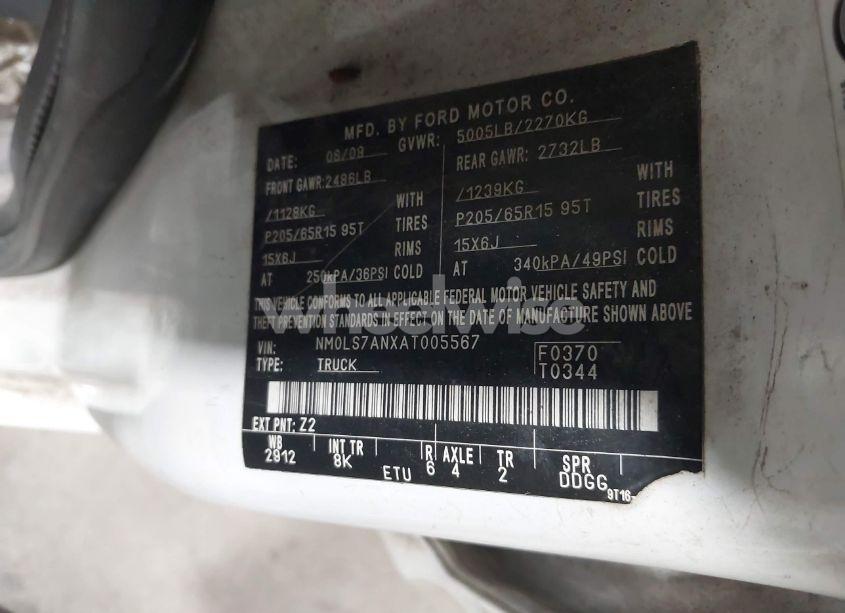 MFD. BY FORD MOTOR CO.
DATE: 08/09 GVWR: 5005LB/2270KG
FRONT GAWR: 2486LB REAR GAWR: 2732LB
/1128KG WITH /1239KG WITH
P205/65R15 95T TIRES P205/65R15 95T TIRES
15X6J RIMS 15X6J RIMS
AT 250kPA/36PSI COLD AT 340kPA/49PSI COLD
THIS VEHICLE CONFORMS TO ALL APPLICABLE FEDERAL MOTOR VEHICLE SAFETY AND
THEFT PREVENTION STANDARDS IN EFFECT ON THE DATE OF MANUFACTURE SHOWN ABOVE
wheelwise
VIN: NM0LS7ANXAT005567 F0370
TYPE: TRUCK T0344
EXT PNT: Z2
WB INT TR R AXLE TR SPR
2912 8K ETU 6 4 2 DDGG 9T16-